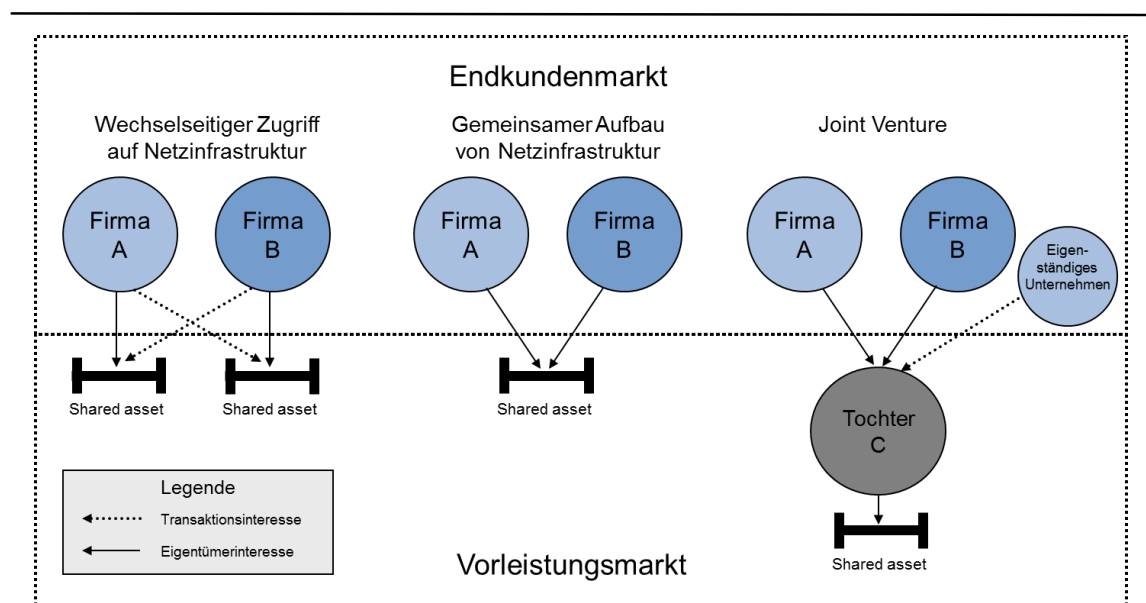 Endkundenmarkt
Wechselseitiger Zugriff
auf Netzinfrastruktur
Gemeinsamer Aufbau
von Netzinfrastruktur
Joint Venture
Firma
A
Firma
B
Firma
A
Firma
B
Firma
A
Firma
B
Eigen-
ständiges
Unternehmen
Shared asset
Shared asset
Shared asset
Tochter
C
Shared asset
Legende
Transaktionsinteresse
Eigentümerinteresse
Vorleistungsmarkt